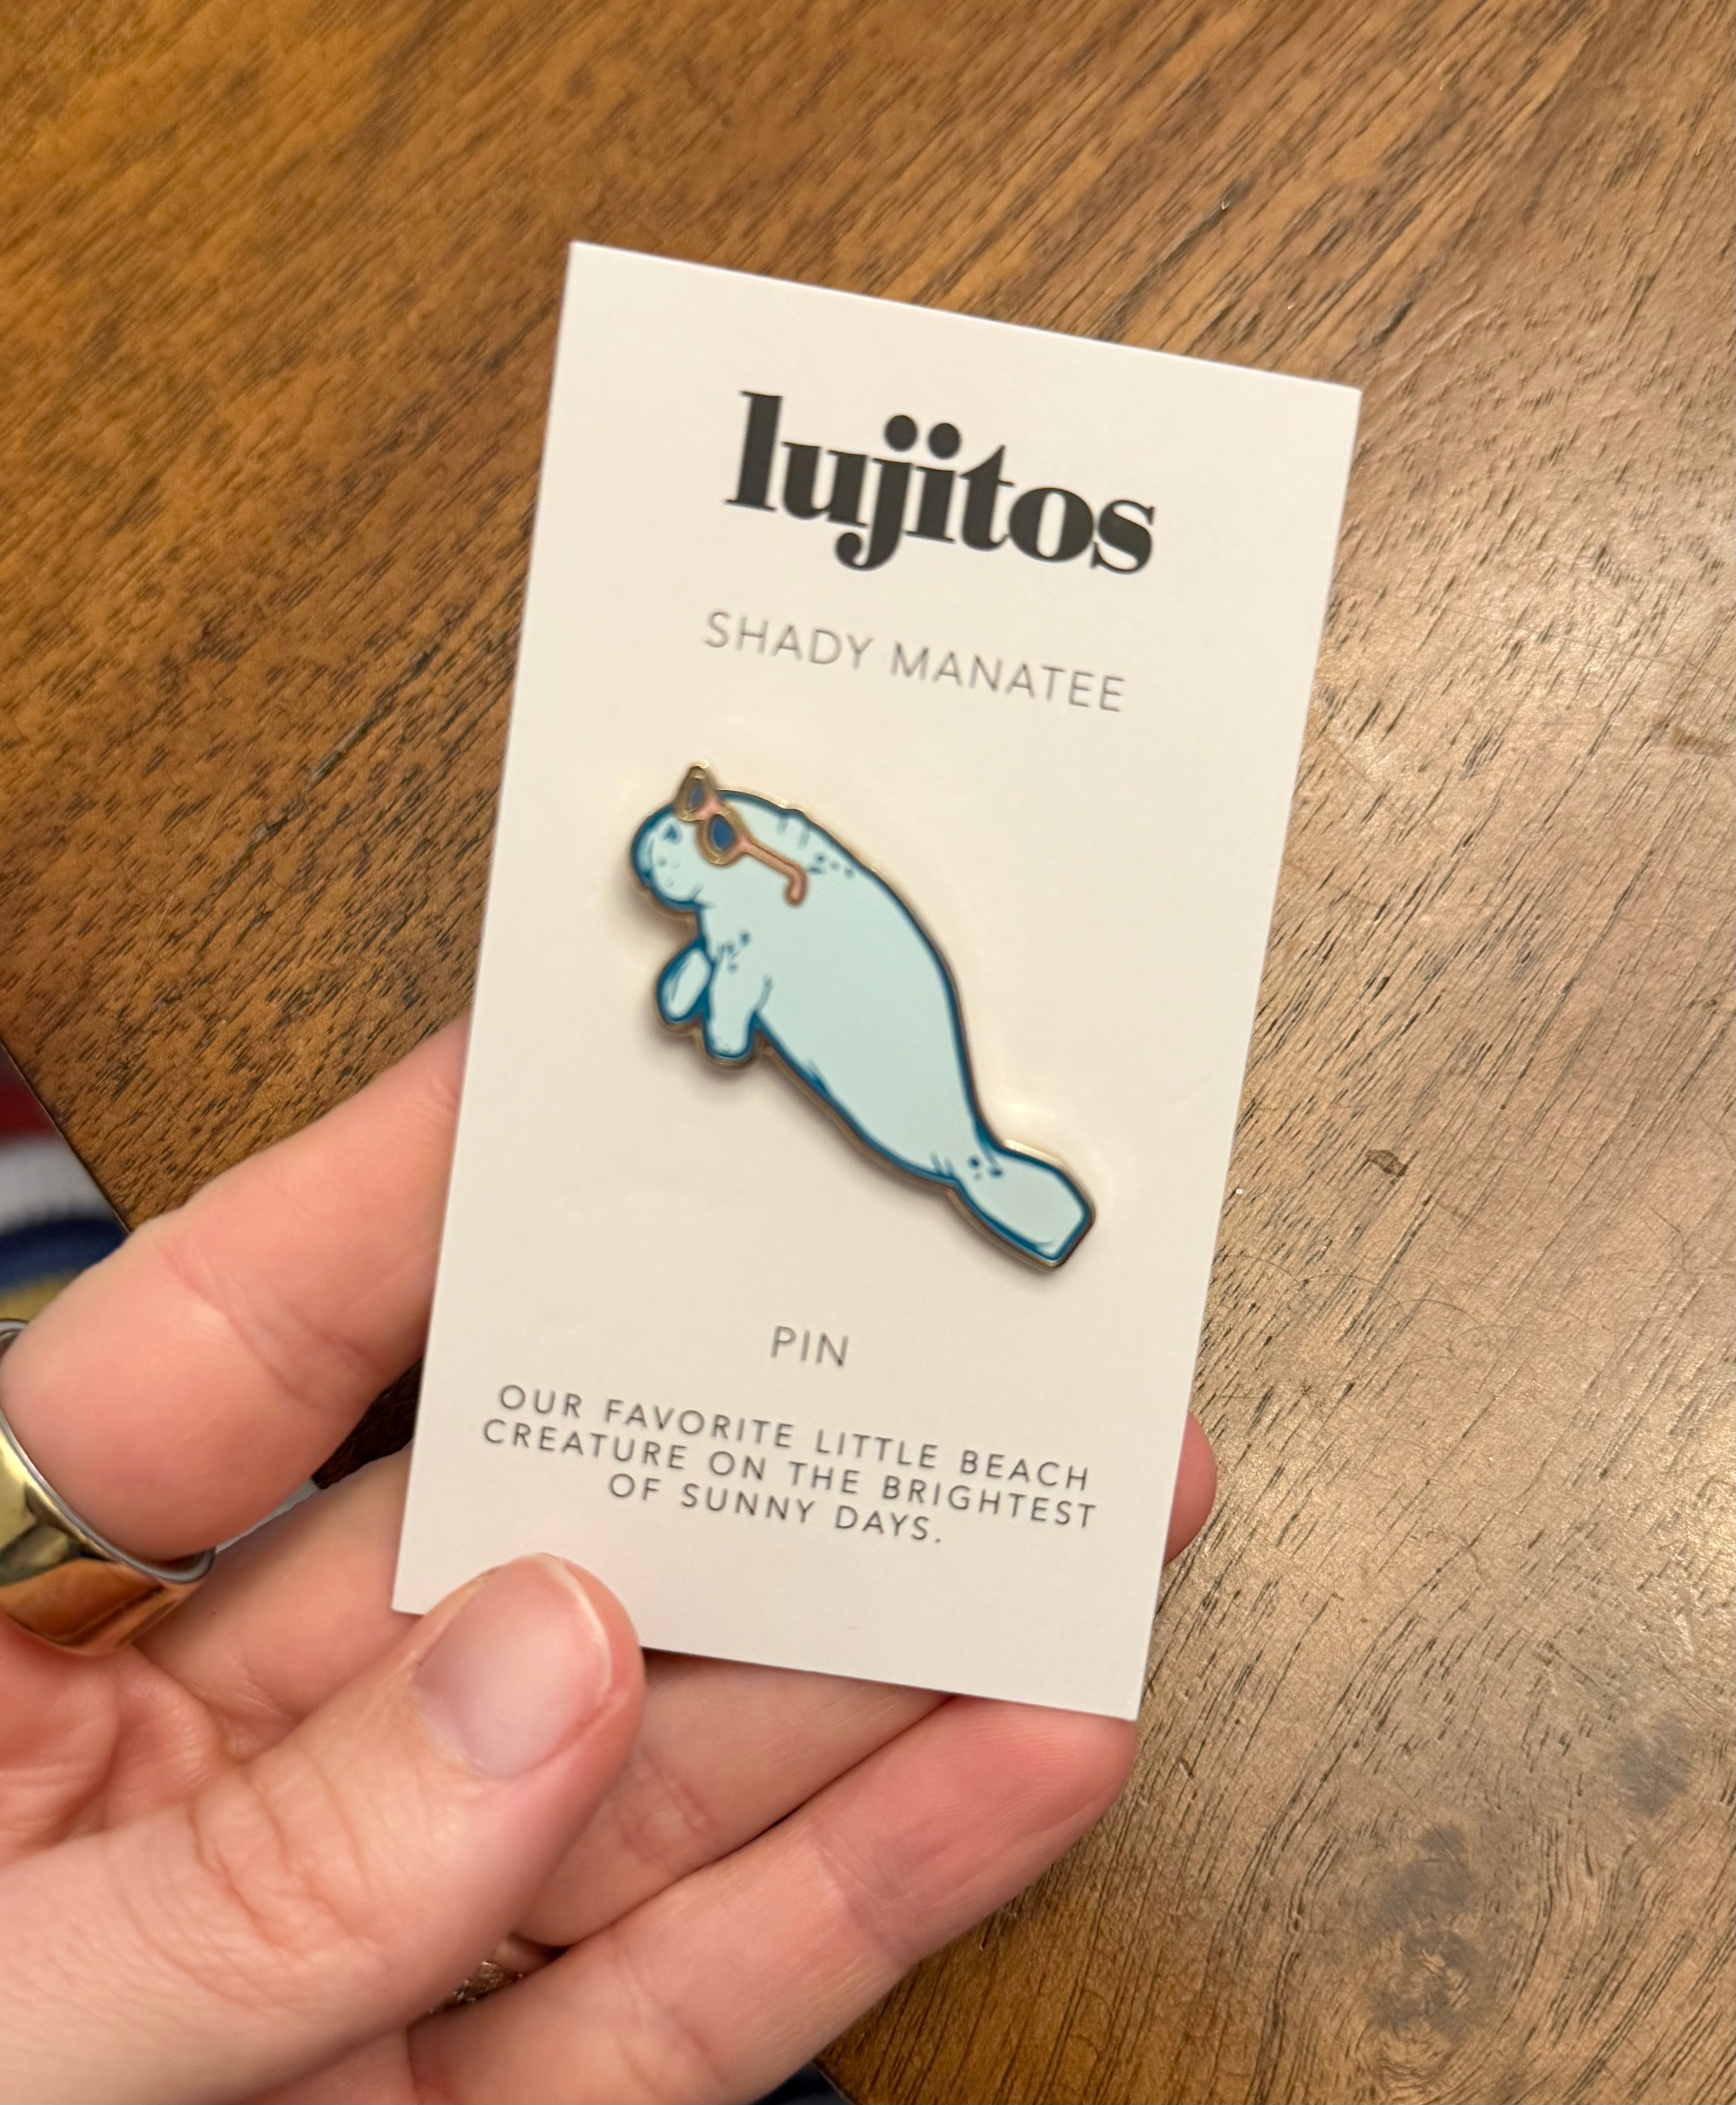 lujitos
SHADY MANATEE
PIN
OUR FAVORITE LITTLE BEACH
CREATURE ON THE BRIGHTEST
OF SUNNY DAYS.